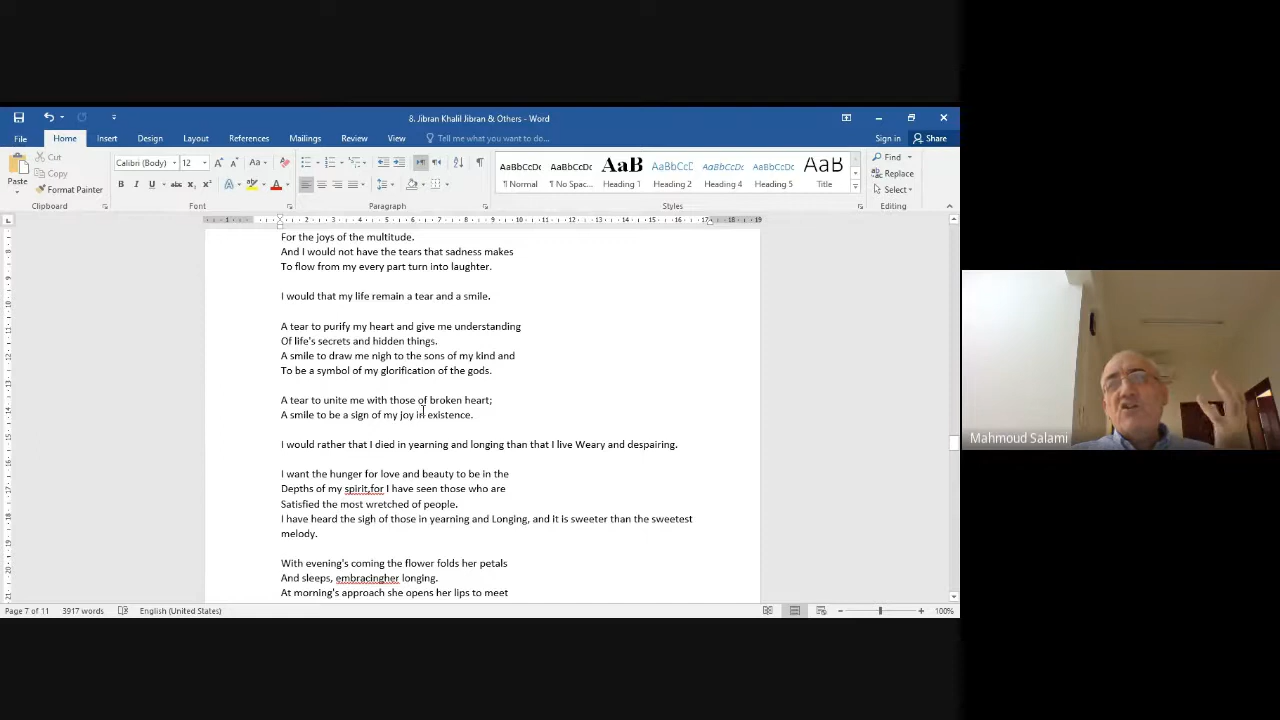 8. Jibran Khalil Jibran & Others - Word
File Home Insert Design Layout References Mailings Review View Tell me what you want to do... Sign in Share
Paste Cut Copy Format Painter
Clipboard
Calibri (Body) 12
Font
Paragraph
AaBbCcDc ¶ Normal
AaBbCcDc ¶ No Spac...
AaB Heading 1
AaBbCcD Heading 2
AaBbCcDc Heading 4
AaBbCcDc Heading 5
AaB Title
Styles
Find
Replace
Select
Editing
For the joys of the multitude.
And I would not have the tears that sadness makes
To flow from my every part turn into laughter.
I would that my life remain a tear and a smile.
A tear to purify my heart and give me understanding
Of life's secrets and hidden things.
A smile to draw me nigh to the sons of my kind and
To be a symbol of my glorification of the gods.
A tear to unite me with those of broken heart;
A smile to be a sign of my joy in existence.
I would rather that I died in yearning and longing than that I live Weary and despairing.
I want the hunger for love and beauty to be in the
Depths of my spirit,for I have seen those who are
Satisfied the most wretched of people.
I have heard the sigh of those in yearning and Longing, and it is sweeter than the sweetest
melody.
With evening's coming the flower folds her petals
And sleeps, embracingher longing.
At morning's approach she opens her lips to meet
Page 7 of 11 3917 words English (United States) 100%
Mahmoud Salami